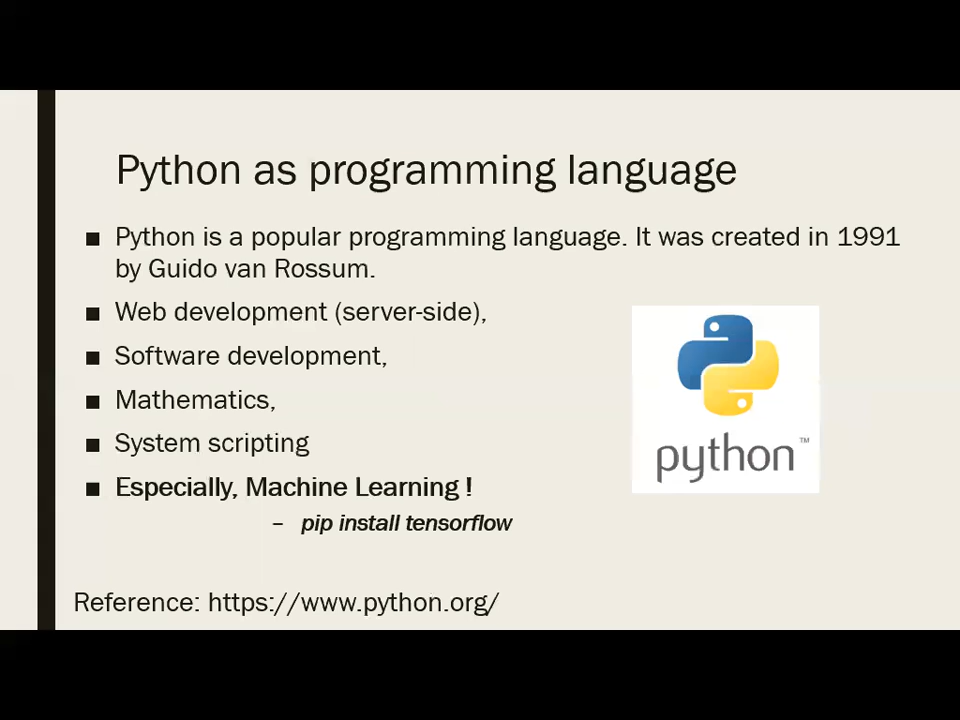 Python as programming language
■ Python is a popular programming language. It was created in 1991
by Guido van Rossum.
■ Web development (server-side),
■ Software development,
■ Mathematics,
■ System scripting
■ Especially, Machine Learning !
– pip install tensorflow
python™
Reference: https://www.python.org/